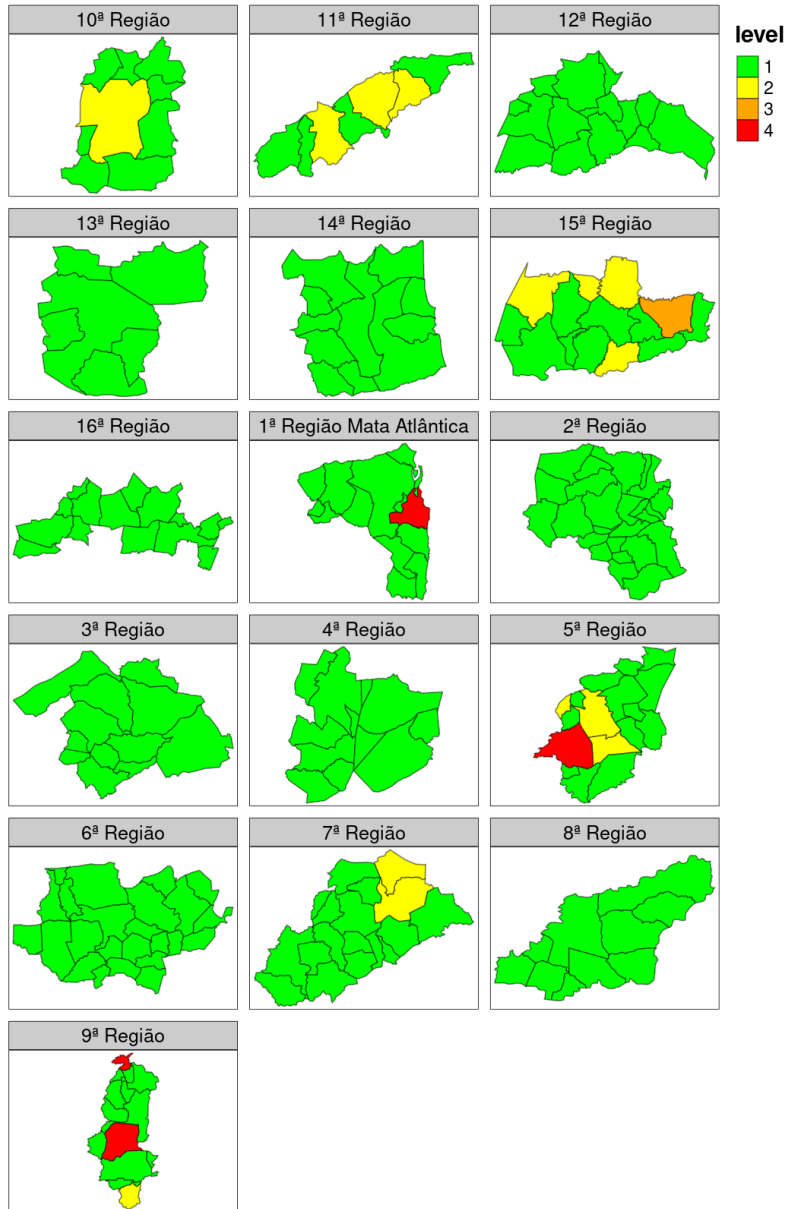 10ª Região
11ª Região
12ª Região
level
1
2
3
4
13ª Região
14ª Região
15ª Região
16ª Região
1ª Região Mata Atlântica
2ª Região
3ª Região
4ª Região
5ª Região
6ª Região
7ª Região
8ª Região
9ª Região